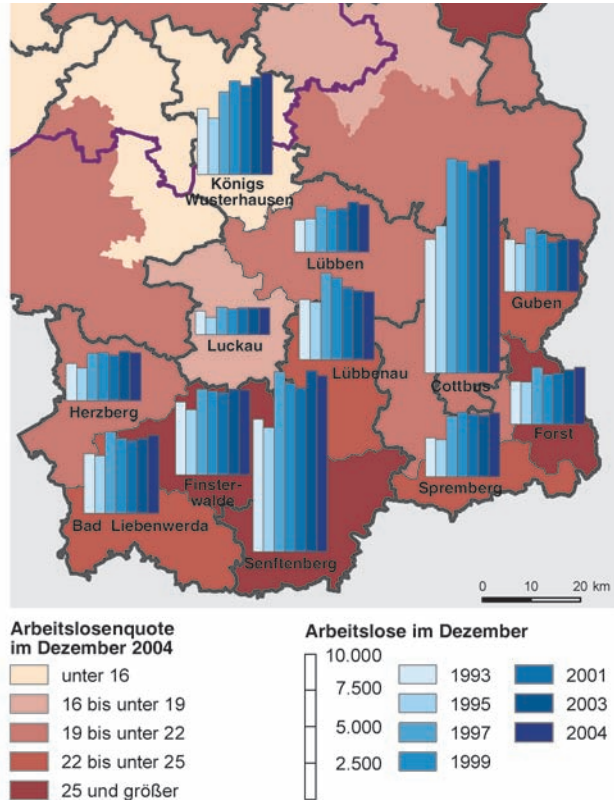 Königs
Wusterhausen
Lübben
Guben
Luckau
Lübbenau
Cottbus
Herzberg
Forst
Finster-
walde
Spremberg
Bad Liebenwerda
Senftenberg
0 10 20 km
Arbeitslosenquote
im Dezember 2004
unter 16
16 bis unter 19
19 bis unter 22
22 bis unter 25
25 und größer
Arbeitslose im Dezember
10.000
7.500
5.000
2.500
1993
1995
1997
1999
2001
2003
2004